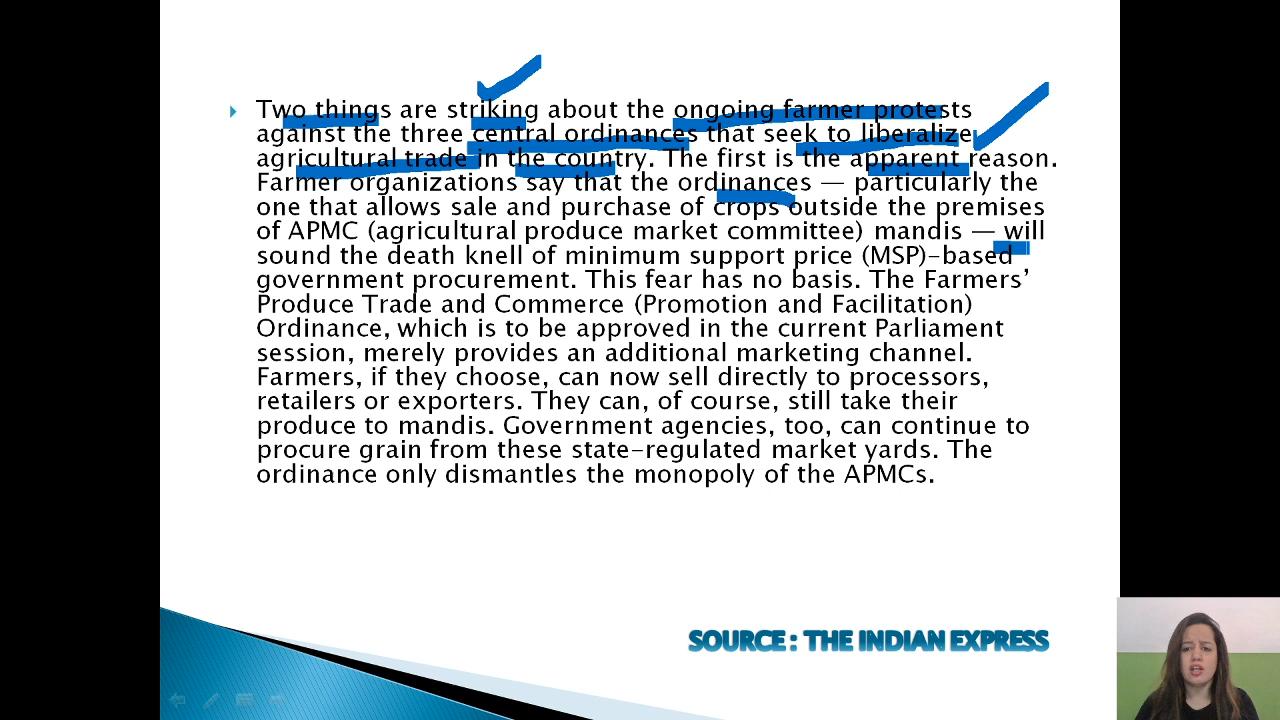 Two things are striking about the ongoing farmer protests
against the three central ordinances that seek to liberalize
agricultural trade in the country. The first is the apparent reason.
Farmer organizations say that the ordinances — particularly the
one that allows sale and purchase of crops outside the premises
of APMC (agricultural produce market committee) mandis — will
sound the death knell of minimum support price (MSP)-based
government procurement. This fear has no basis. The Farmers’
Produce Trade and Commerce (Promotion and Facilitation)
Ordinance, which is to be approved in the current Parliament
session, merely provides an additional marketing channel.
Farmers, if they choose, can now sell directly to processors,
retailers or exporters. They can, of course, still take their
produce to mandis. Government agencies, too, can continue to
procure grain from these state-regulated market yards. The
ordinance only dismantles the monopoly of the APMCs.
SOURCE : THE INDIAN EXPRESS